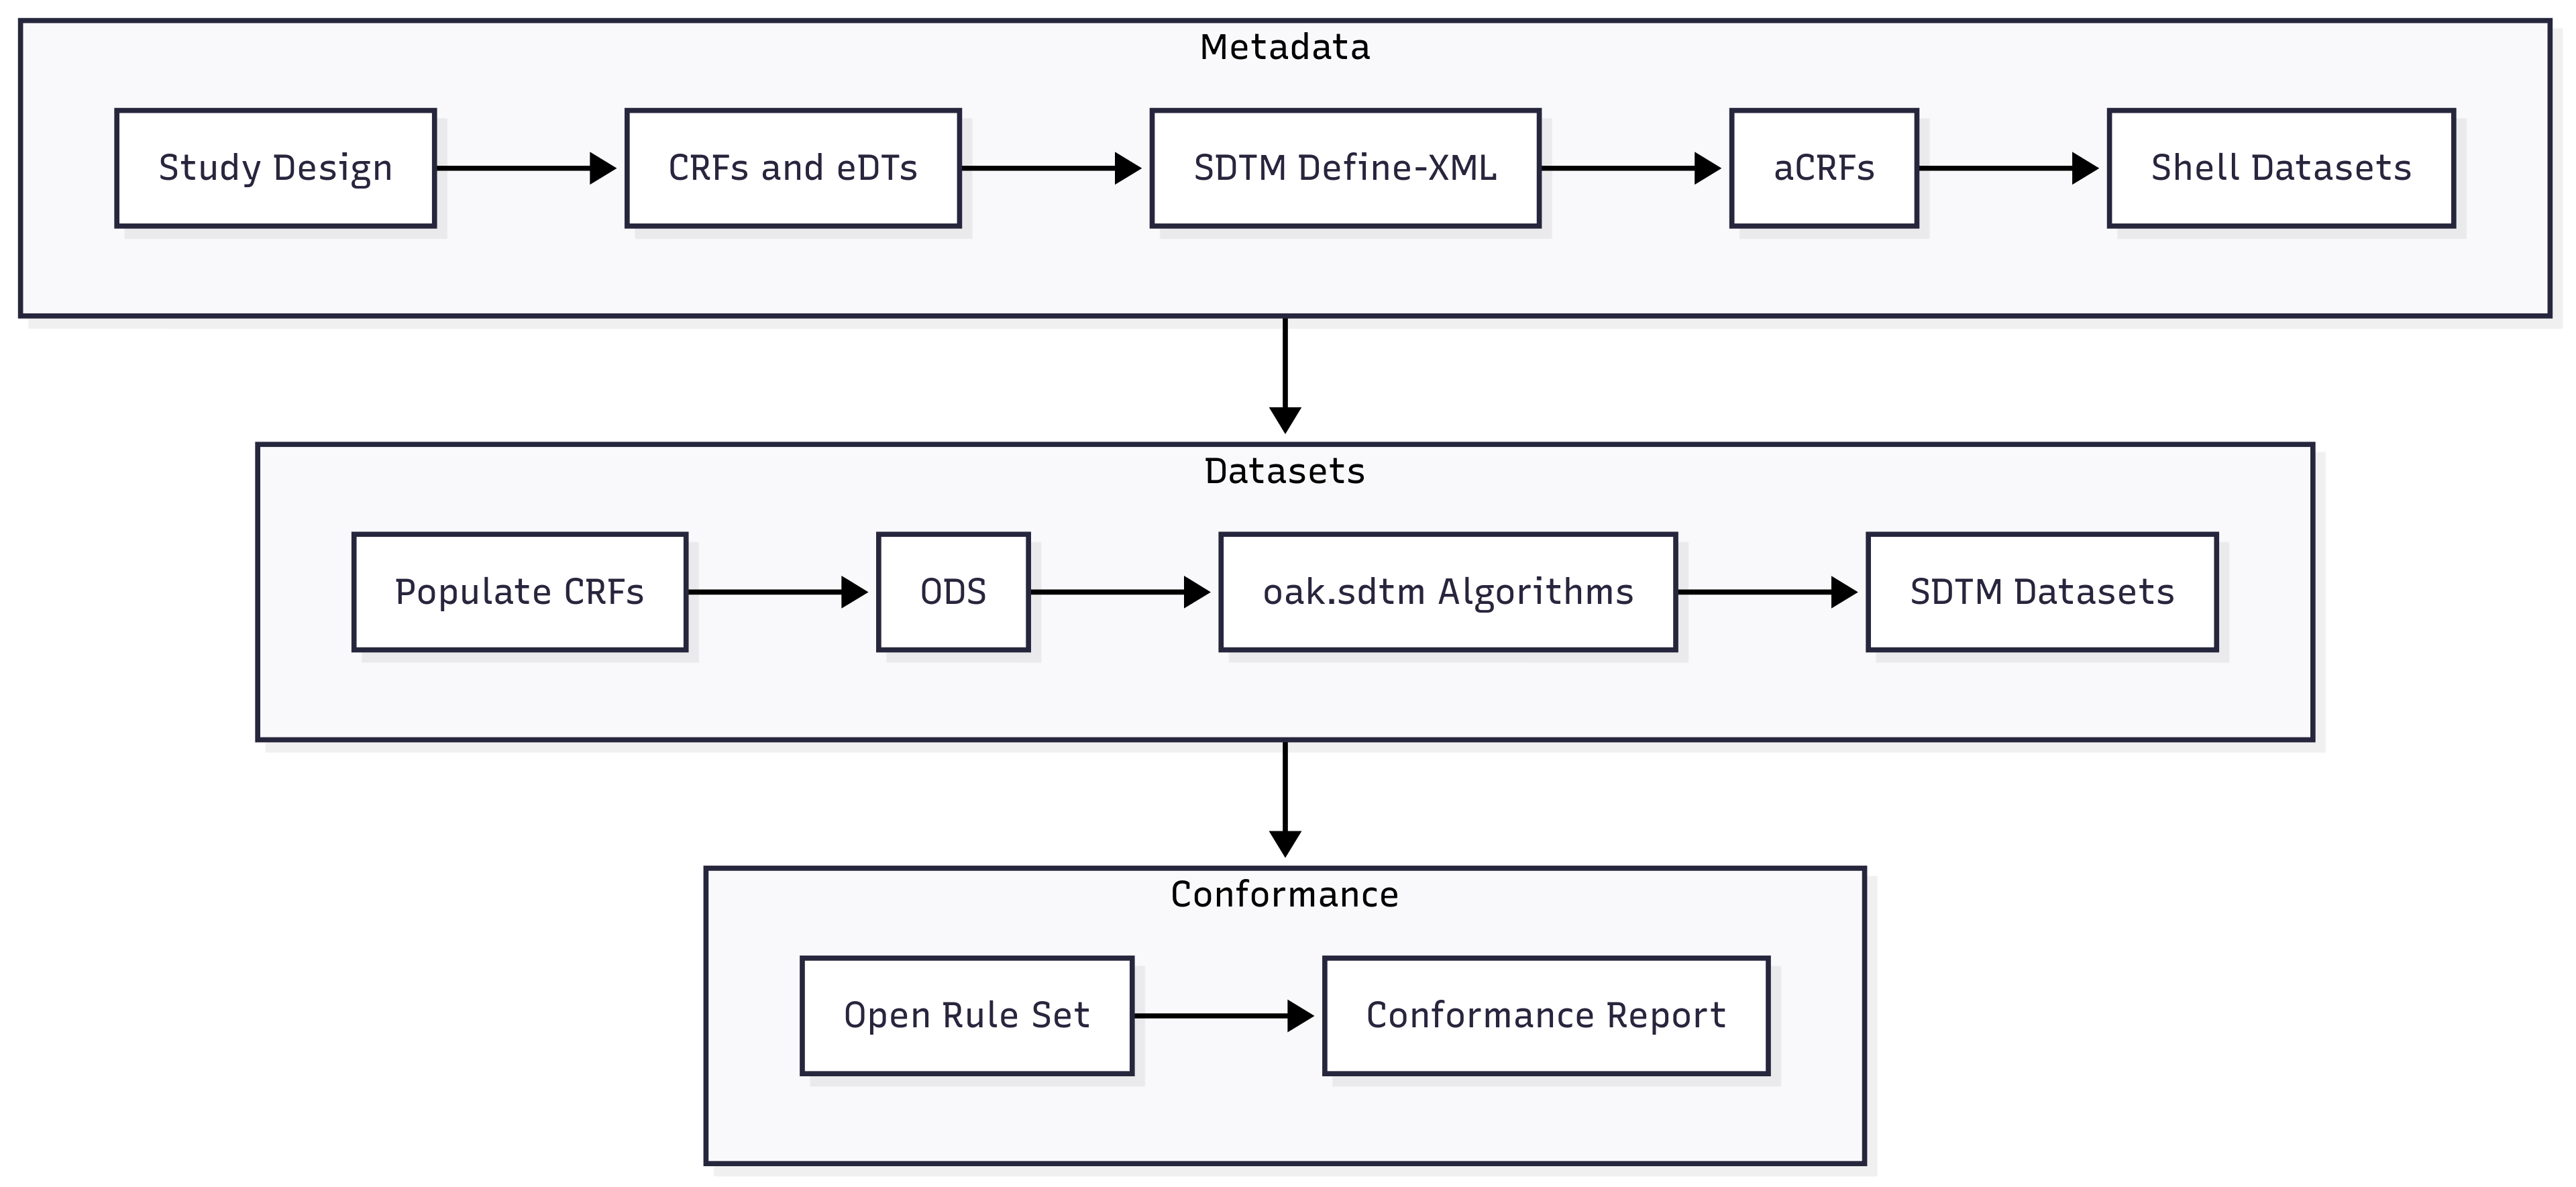 Metadata
Study Design
CRFs and eDTs
SDTM Define-XML
aCRFs
Shell Datasets
Datasets
Populate CRFs
ODS
oak.sdtm Algorithms
SDTM Datasets
Conformance
Open Rule Set
Conformance Report